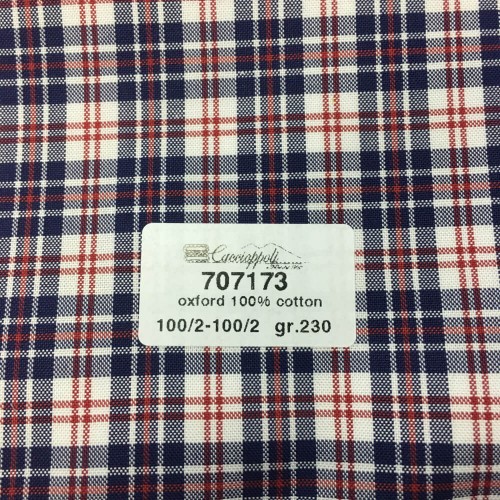 Caccioppoli
707173
oxford 100% cotton
100/2-100/2 gr.230